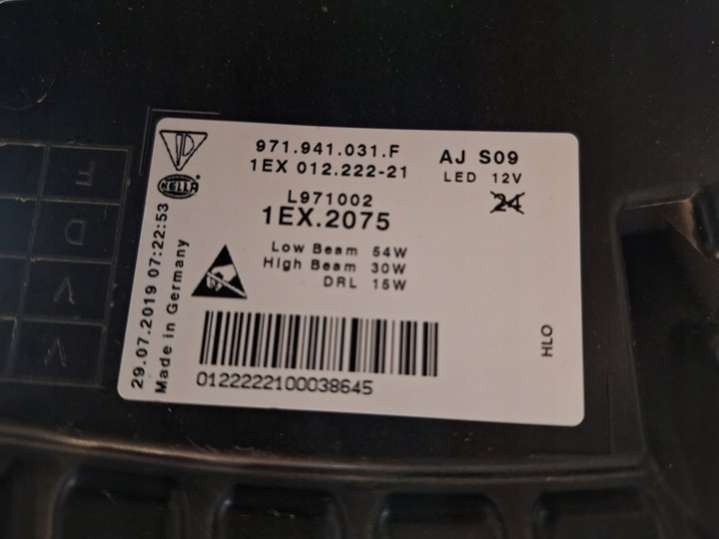 971.941.031.F
1EX 012.222-21
AJ S09
LED 12V
24
HELLA
L971002
1EX.2075
Low Beam 54W
High Beam 30W
DRL 15W
29.07.2019 07:22:53
Made in Germany
HLO
0122222100038645
F
D
V
W